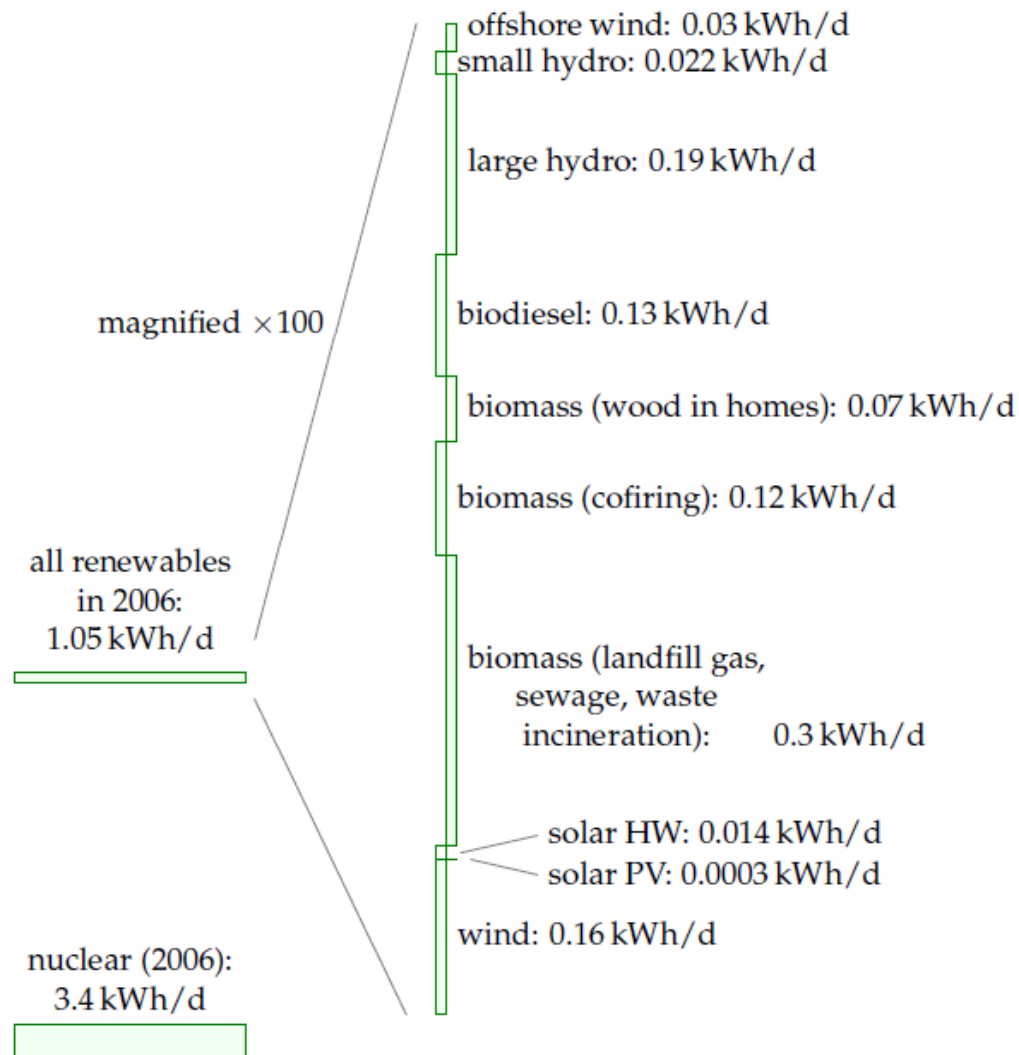 offshore wind: 0.03 kWh/d
small hydro: 0.022 kWh/d
large hydro: 0.19 kWh/d
biodiesel: 0.13 kWh/d
magnified ×100
biomass (wood in homes): 0.07 kWh/d
biomass (cofiring): 0.12 kWh/d
all renewables
in 2006:
1.05 kWh/d
biomass (landfill gas,
sewage, waste
incineration): 0.3 kWh/d
solar HW: 0.014 kWh/d
solar PV: 0.0003 kWh/d
wind: 0.16 kWh/d
nuclear (2006):
3.4 kWh/d